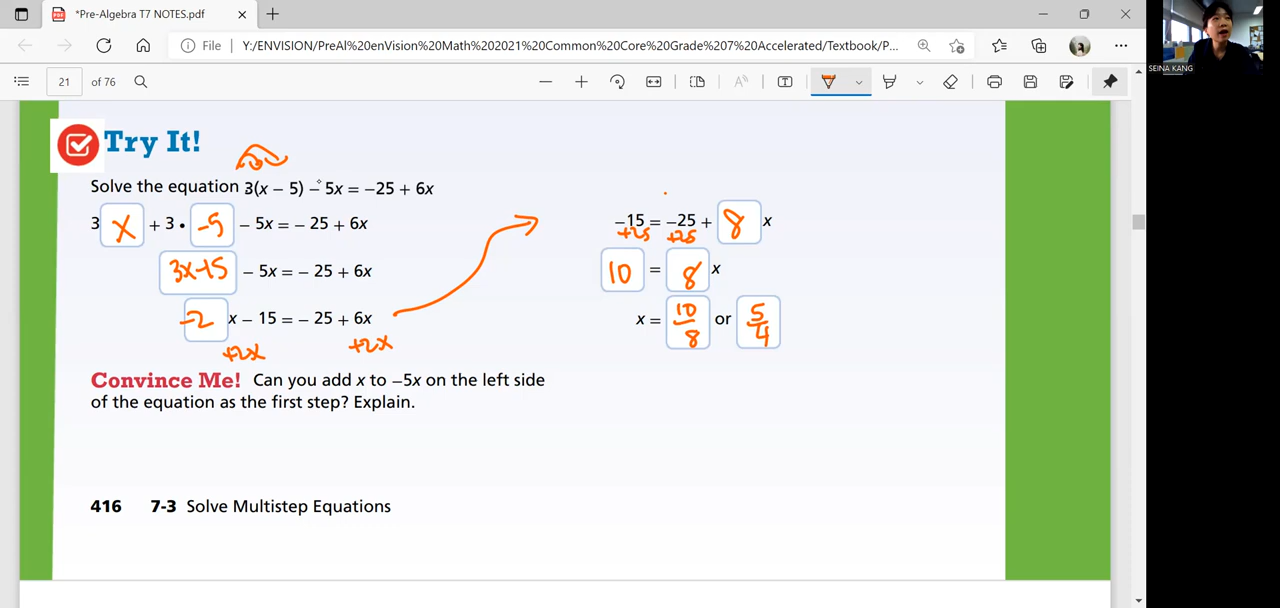 *Pre-Algebra T7 NOTES.pdf
File Y:/ENVISION/PreAl%20enVision%20Math%202021%20Common%20Core%20Grade%207%20Accelerated/Textbook/P...
21 of 76
SEINA KANG
Try It!
Solve the equation 3(x – 5) – 5x = –25 + 6x
3 x + 3 • -5 – 5x = – 25 + 6x
3x-15 – 5x = – 25 + 6x
-2 x – 15 = – 25 + 6x
+2x +2x
–15 = –25 + 8 x
+25 +25
10 = 8 x
x = 10/8 or 5/4
Convince Me! Can you add x to –5x on the left side
of the equation as the first step? Explain.
416 7-3 Solve Multistep Equations